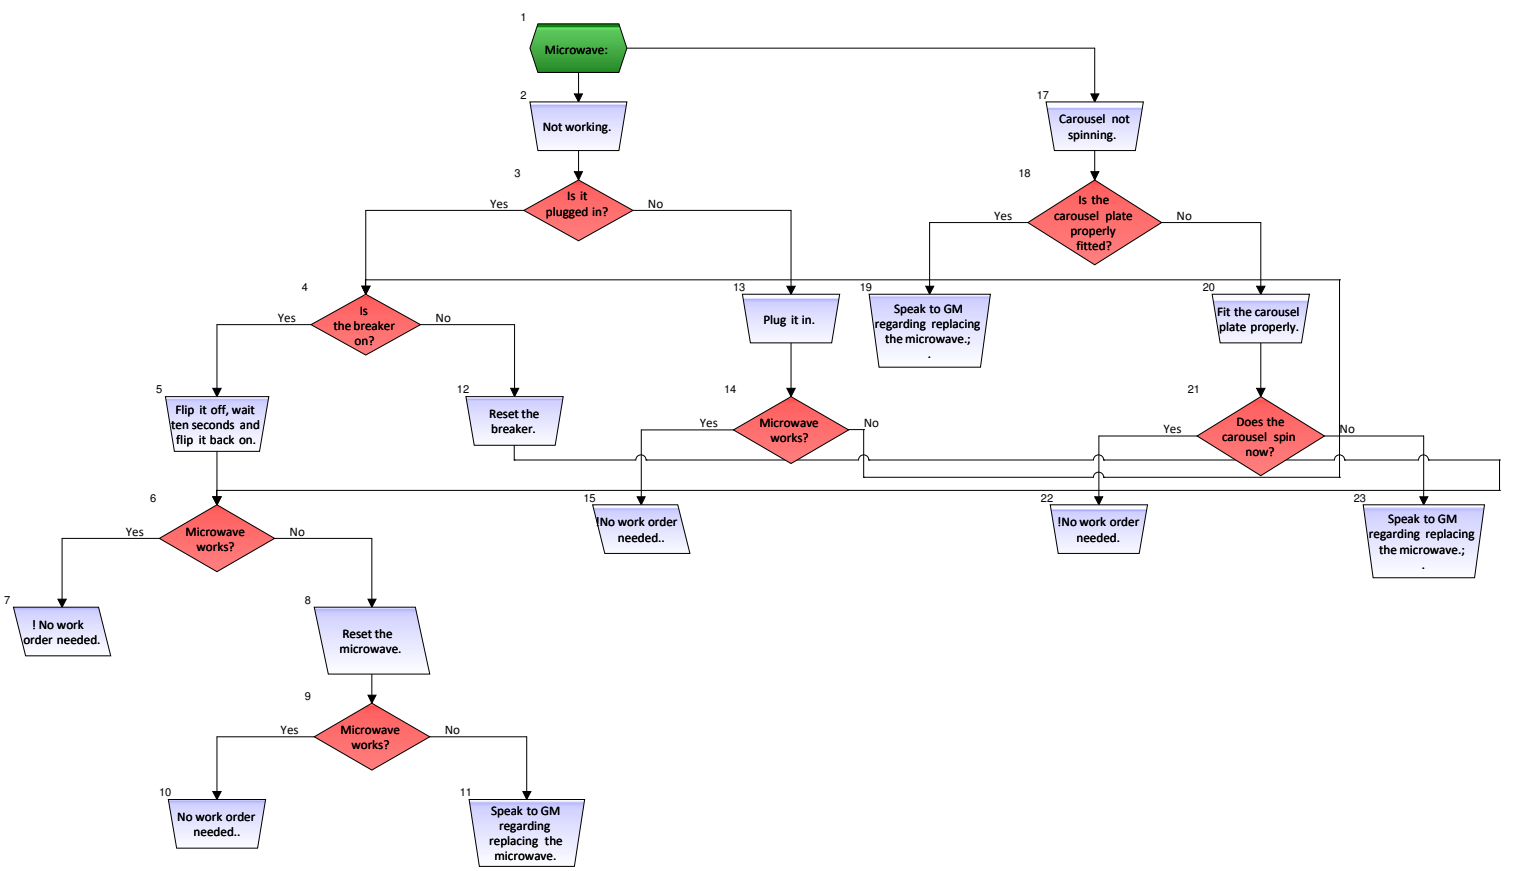 1
Microwave:
2
Not working.
17
Carousel not
spinning.
3
Is it
plugged in?
Yes
No
18
Is the
carousel plate
properly
fitted?
Yes
No
4
Is
the breaker
on?
Yes
No
13
Plug it in.
19
Speak to GM
regarding replacing
the microwave.;
.
20
Fit the carousel
plate properly.
5
Flip it off, wait
ten seconds and
flip it back on.
12
Reset the
breaker.
14
Microwave
works?
Yes
No
21
Does the
carousel spin
now?
Yes
No
6
Microwave
works?
Yes
No
15
!No work order
needed..
22
!No work order
needed.
23
Speak to GM
regarding replacing
the microwave.;
.
7
! No work
order needed.
8
Reset the
microwave.
9
Microwave
works?
Yes
No
10
No work order
needed..
11
Speak to GM
regarding
replacing the
microwave.